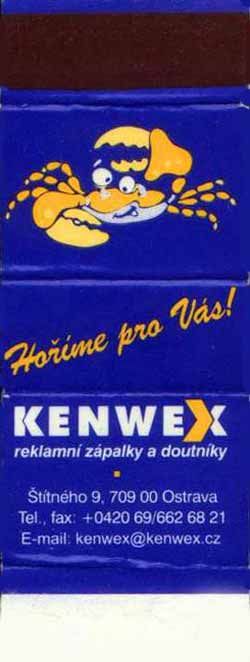 Hoříme pro Vás!
KENWEX
reklamní zápalky a doutníky
Štítného 9, 709 00 Ostrava
Tel., fax: +0420 69/662 68 21
E-mail: kenwex@kenwex.cz